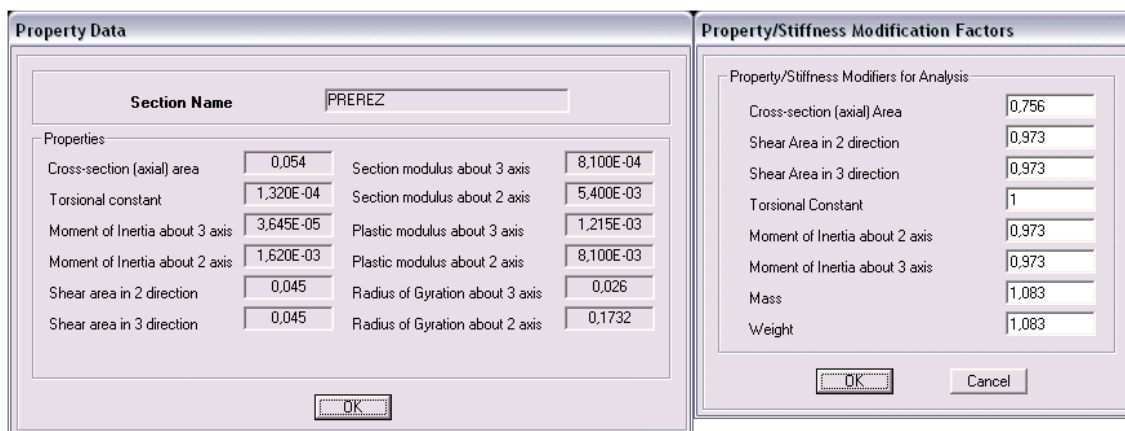 Property Data
Section Name PREREZ
Properties
Cross-section (axial) area 0,054 Section modulus about 3 axis 8,100E-04
Torsional constant 1,320E-04 Section modulus about 2 axis 5,400E-03
Moment of Inertia about 3 axis 3,645E-05 Plastic modulus about 3 axis 1,215E-03
Moment of Inertia about 2 axis 1,620E-03 Plastic modulus about 2 axis 8,100E-03
Shear area in 2 direction 0,045 Radius of Gyration about 3 axis 0,026
Shear area in 3 direction 0,045 Radius of Gyration about 2 axis 0,1732
OK
Property/Stiffness Modification Factors
Property/Stiffness Modifiers for Analysis
Cross-section (axial) Area 0,756
Shear Area in 2 direction 0,973
Shear Area in 3 direction 0,973
Torsional Constant 1
Moment of Inertia about 2 axis 0,973
Moment of Inertia about 3 axis 0,973
Mass 1,083
Weight 1,083
OK Cancel